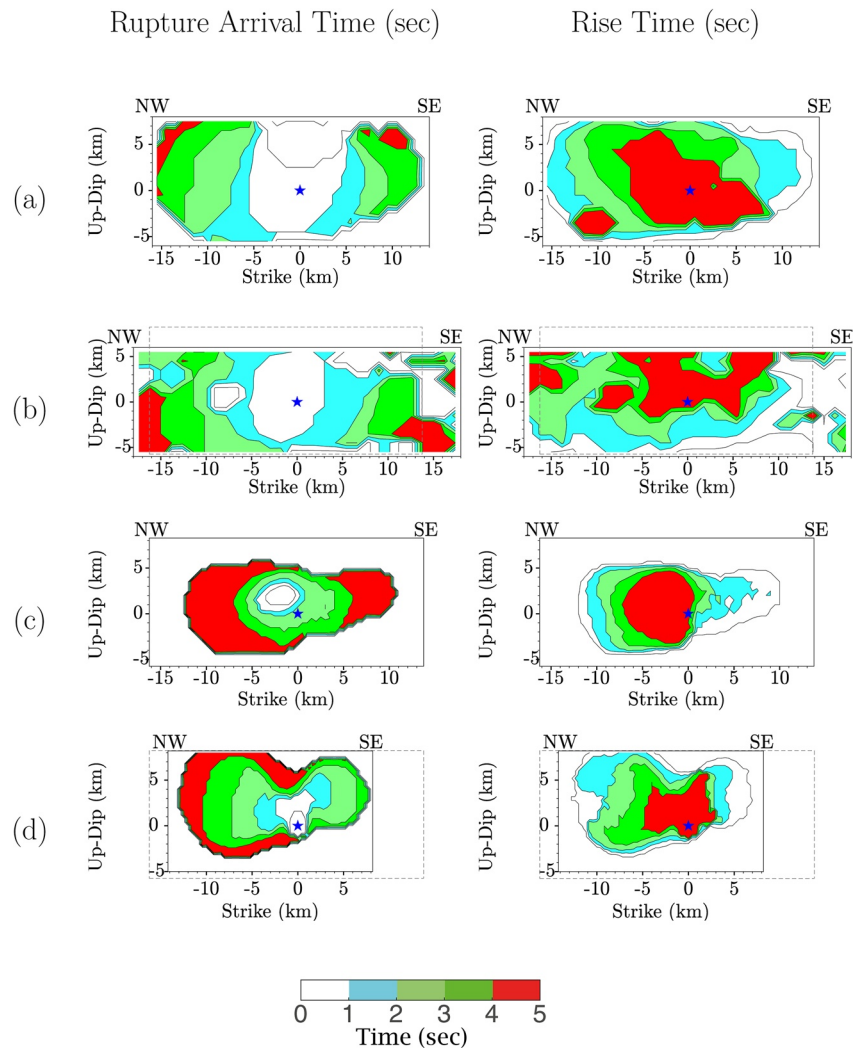 Rupture Arrival Time (sec) Rise Time (sec)
NW SE NW SE
(a)
Up-Dip (km) 5 0 -5 Up-Dip (km) 5 0 -5
-15 -10 -5 0 5 10 -15 -10 -5 0 5 10
Strike (km) Strike (km)
NW SE NW SE
(b)
Up-Dip (km) 5 0 -5 Up-Dip (km) 5 0 -5
-15 -10 -5 0 5 10 15 -15 -10 -5 0 5 10 15
Strike (km) Strike (km)
NW SE NW SE
(c)
Up-Dip (km) 5 0 -5 Up-Dip (km) 5 0 -5
-15 -10 -5 0 5 10 -15 -10 -5 0 5 10
Strike (km) Strike (km)
NW SE NW SE
(d)
Up-Dip (km) 5 0 -5 Up-Dip (km) 5 0 -5
-10 -5 0 5 -10 -5 0 5
Strike (km) Strike (km)
0 1 2 3 4 5
Time (sec)